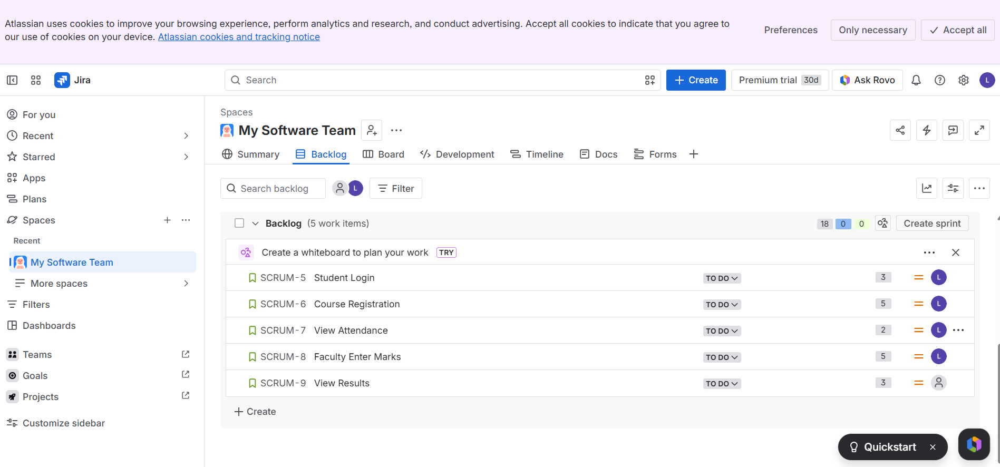 Atlassian uses cookies to improve your browsing experience, perform analytics and research, and conduct advertising. Accept all cookies to indicate that you agree to
our use of cookies on your device. Atlassian cookies and tracking notice
Preferences
Only necessary
Accept all
Jira
Search
Create
Premium trial 30d
Ask Rovo
L
For you
Recent
Starred
Apps
Plans
Spaces
Recent
My Software Team
More spaces
Filters
Dashboards
Teams
Goals
Projects
Customize sidebar
Spaces
My Software Team
Summary
Backlog
Board
Development
Timeline
Docs
Forms
Search backlog
L
Filter
Backlog (5 work items)
18 0 0
Create sprint
Create a whiteboard to plan your work TRY
SCRUM-5 Student Login TO DO 3 L
SCRUM-6 Course Registration TO DO 5 L
SCRUM-7 View Attendance TO DO 2 L
SCRUM-8 Faculty Enter Marks TO DO 5 L
SCRUM-9 View Results TO DO 3
Create
Quickstart